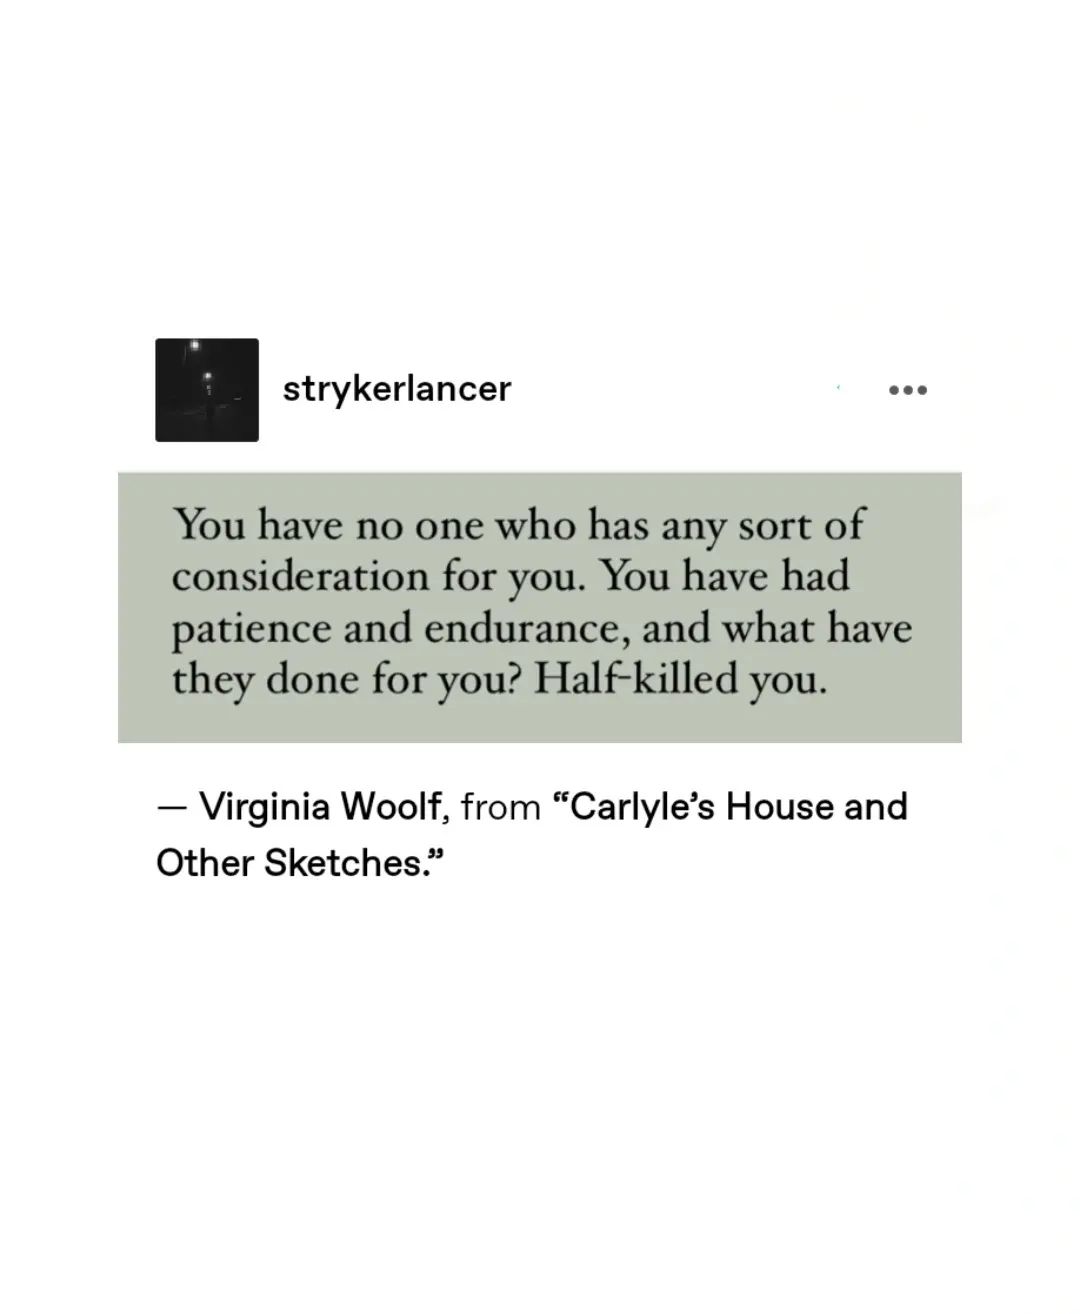 strykerlancer
You have no one who has any sort of
consideration for you. You have had
patience and endurance, and what have
they done for you? Half-killed you.
— Virginia Woolf, from “Carlyle’s House and
Other Sketches.”